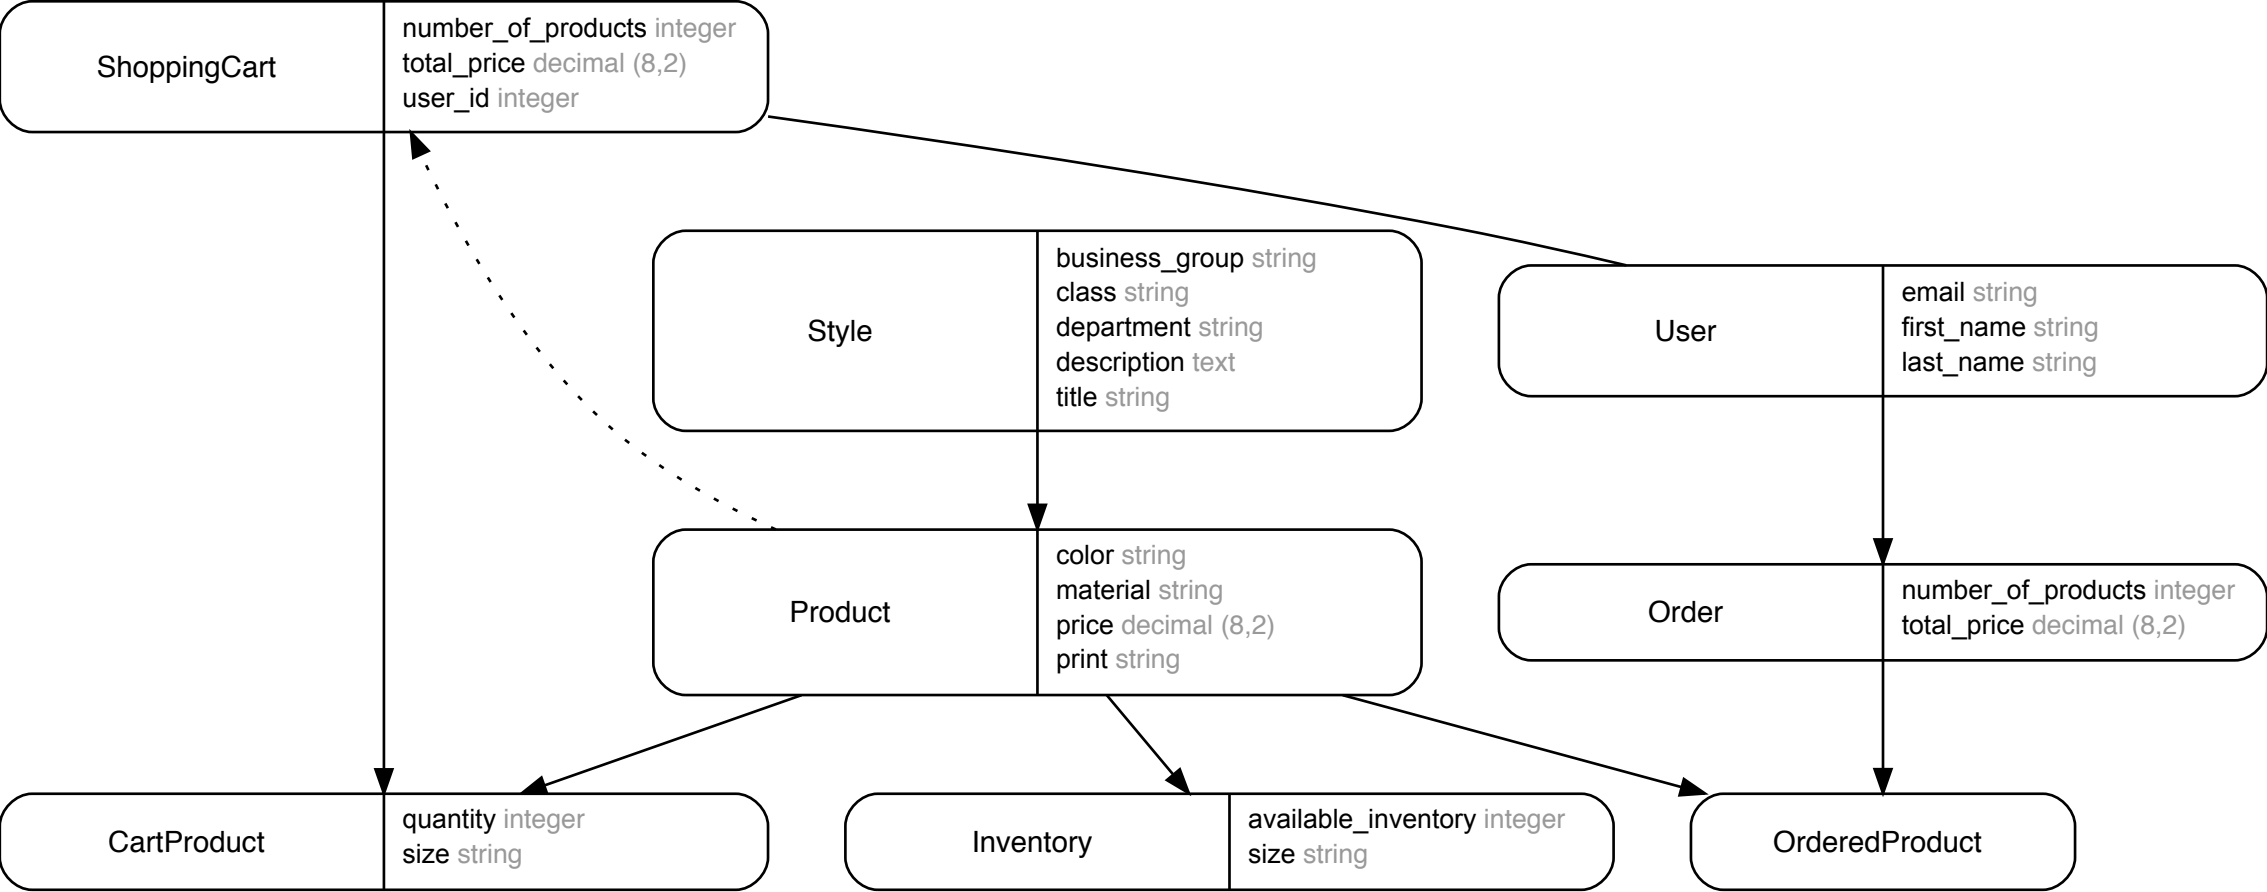 ShoppingCart
number_of_products integer
total_price decimal (8,2)
user_id integer
Style
business_group string
class string
department string
description text
title string
User
email string
first_name string
last_name string
Product
color string
material string
price decimal (8,2)
print string
Order
number_of_products integer
total_price decimal (8,2)
CartProduct
quantity integer
size string
Inventory
available_inventory integer
size string
OrderedProduct